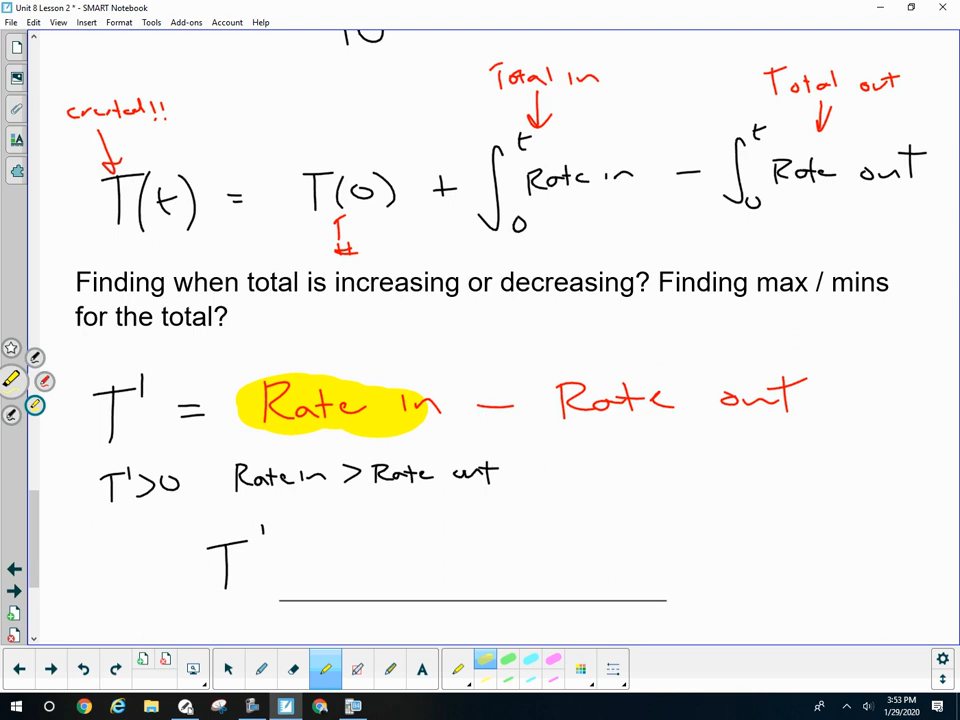 Unit 8 Lesson 2 * - SMART Notebook
File Edit View Insert Format Tools Add-ons Account Help
10
created!!
Total in
Total out
T(t) = T(0) + ∫₀ᵗ Rate in - ∫₀ᵗ Rate out
#
Finding when total is increasing or decreasing? Finding max / mins
for the total?
T' = Rate in - Rate out
T'>0 Rate in > Rate out
T'
A
3:53 PM
1/29/2020